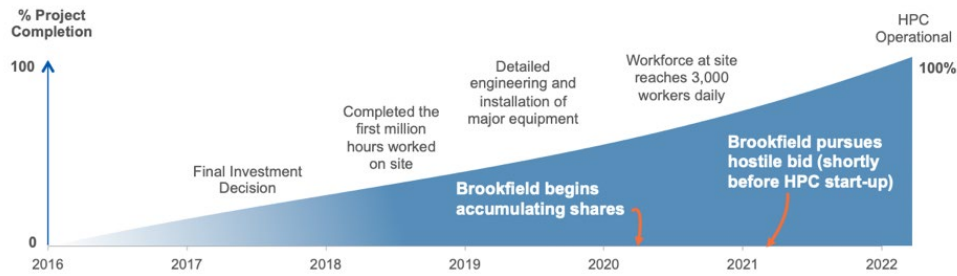 % Project
Completion
100
0
Final Investment
Decision
Completed the
first million
hours worked
on site
Detailed
engineering and
installation of
major equipment
Workforce at site
reaches 3,000
workers daily
HPC
Operational
100%
Brookfield begins
accumulating shares
Brookfield pursues
hostile bid (shortly
before HPC start-up)
2016
2017
2018
2019
2020
2021
2022